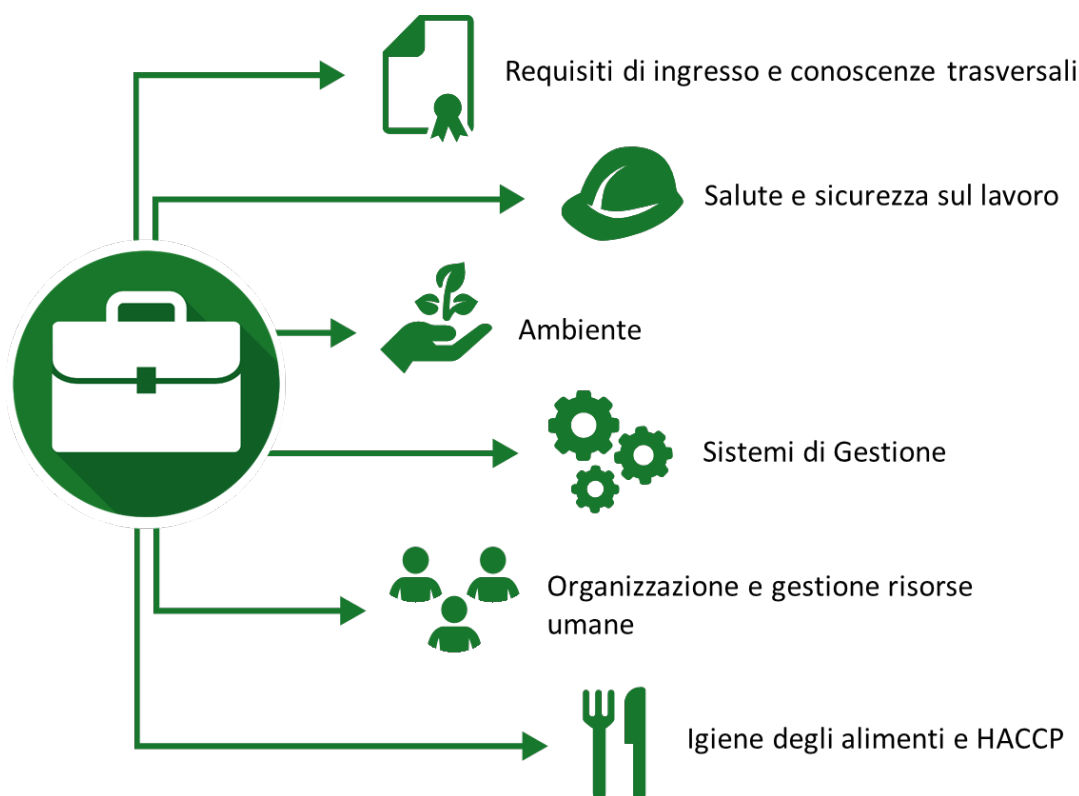 Requisiti di ingresso e conoscenze trasversali
Salute e sicurezza sul lavoro
Ambiente
Sistemi di Gestione
Organizzazione e gestione risorse
umane
Igiene degli alimenti e HACCP